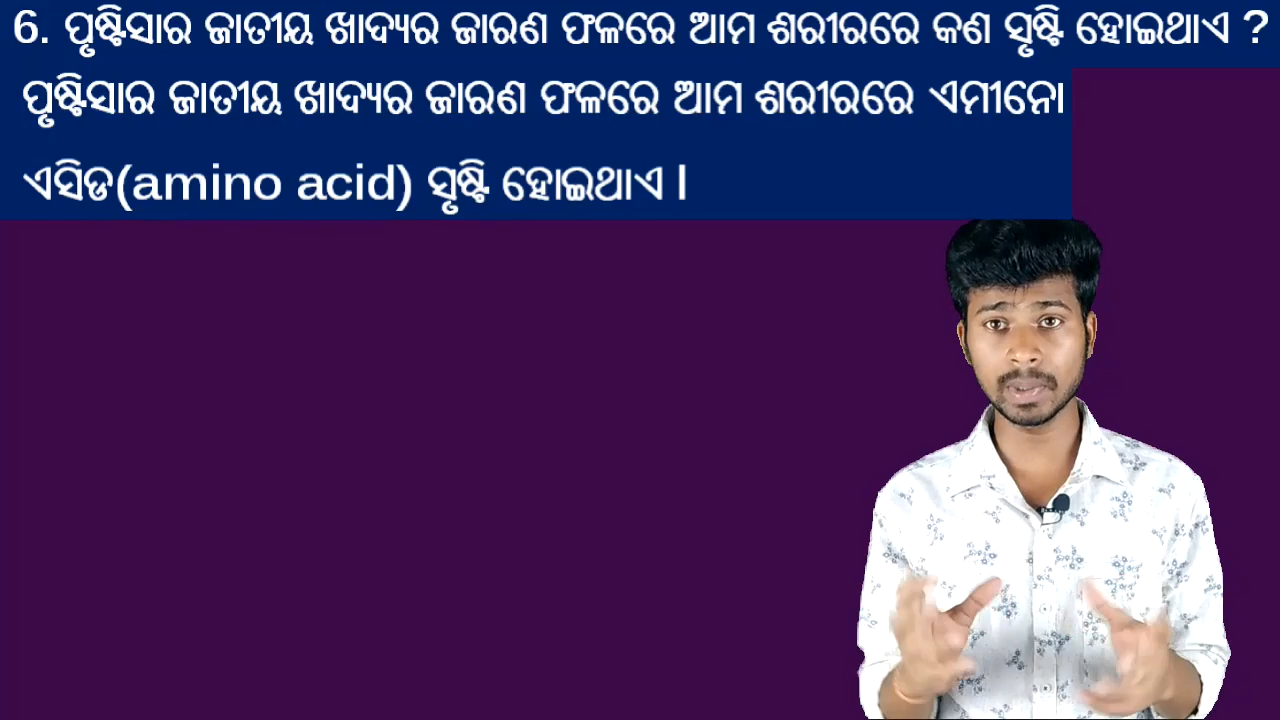 6. ପୃଷ୍ଟିସାର ଜାତୀୟ ଖାଦ୍ୟର ଜାରଣ ଫଳରେ ଆମ ଶରୀରରେ କଣ ସୃଷ୍ଟି ହୋଇଥାଏ ?
ପୃଷ୍ଟିସାର ଜାତୀୟ ଖାଦ୍ୟର ଜାରଣ ଫଳରେ ଆମ ଶରୀରରେ ଏମୀନୋ
ଏସିଡ(amino acid) ସୃଷ୍ଟି ହୋଇଥାଏ l